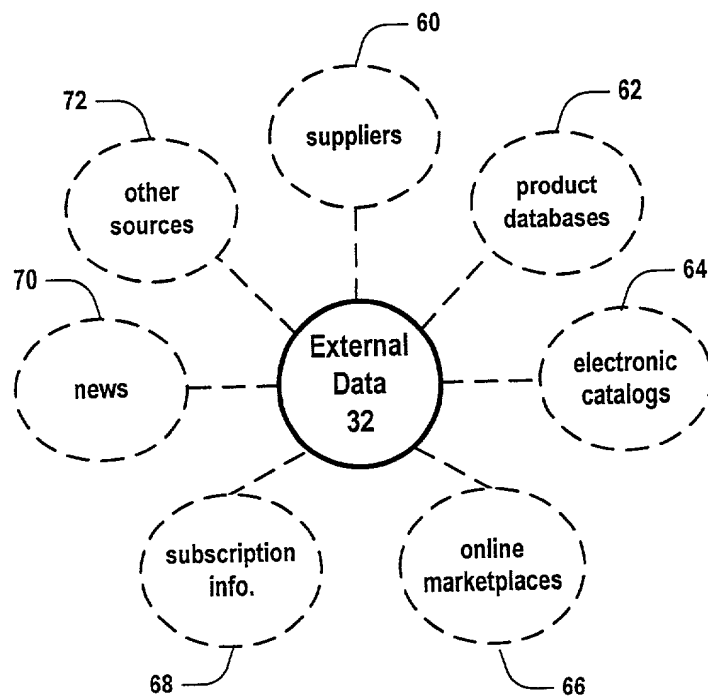 60
suppliers
62
product
databases
64
electronic
catalogs
66
online
marketplaces
68
subscription
info.
70
news
72
other
sources
External
Data
32